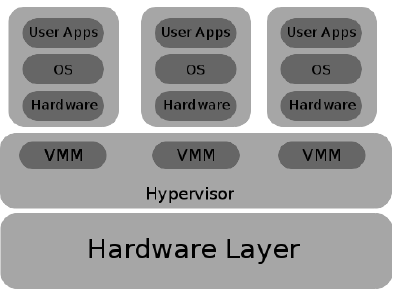 User Apps User Apps User Apps
OS OS OS
Hardware Hardware Hardware
VMM VMM VMM
Hypervisor
Hardware Layer